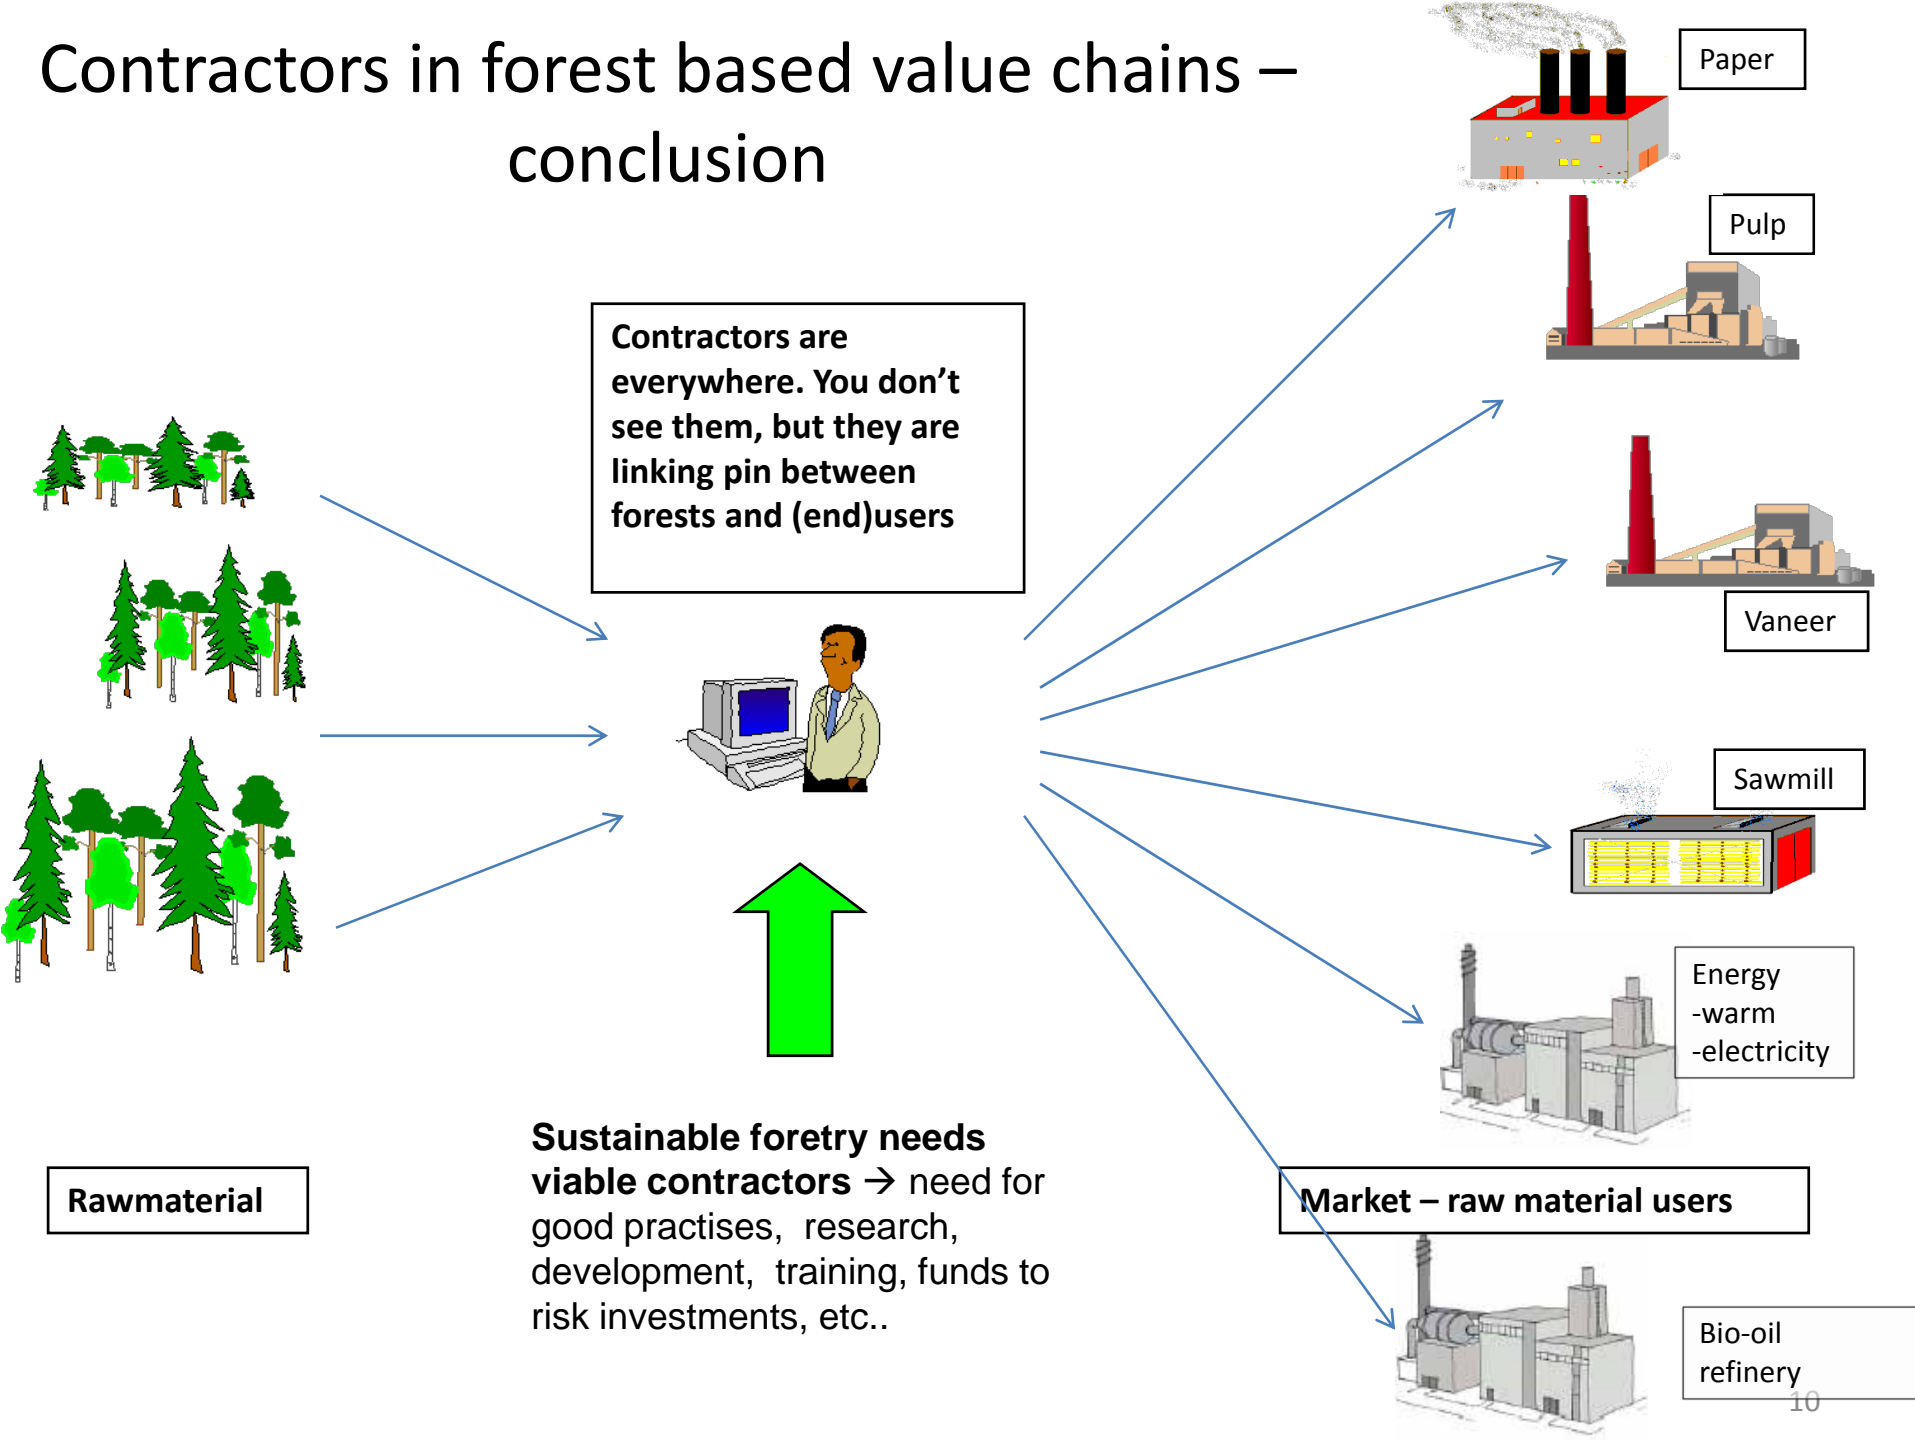 Contractors in forest based value chains –
conclusion
Paper
Pulp
Contractors are
everywhere. You don’t
see them, but they are
linking pin between
forests and (end)users
Vaneer
Sawmill
Energy
-warm
-electricity
Sustainable foretry needs
viable contractors → need for
good practises,  research,
development,  training, funds to
risk investments, etc..
Rawmaterial
Market – raw material users
Bio-oil
refinery
10